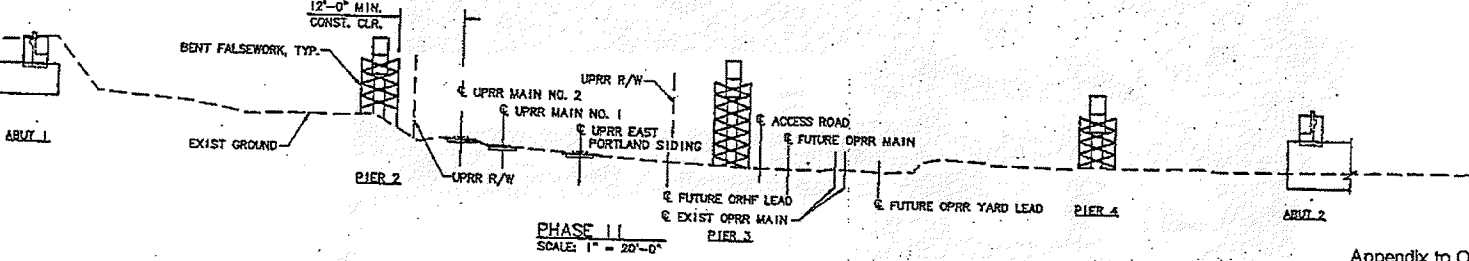 12'-0" MIN.
CONST. CLR.
BENT FALSEWORK, TYP.
UPRR R/W
℄ UPRR MAIN NO. 2
℄ UPRR MAIN NO. 1
℄ UPRR EAST
PORTLAND SIDING
℄ ACCESS ROAD
℄ FUTURE OPRR MAIN
ABUT 1
EXIST GROUND
PIER 2
UPRR R/W
℄ FUTURE ORHF LEAD
℄ EXIST OPRR MAIN
℄ FUTURE OPRR YARD LEAD
PIER 3
PIER 4
ABUT 2
PHASE II
SCALE: 1" = 20'-0"
Appendix to O